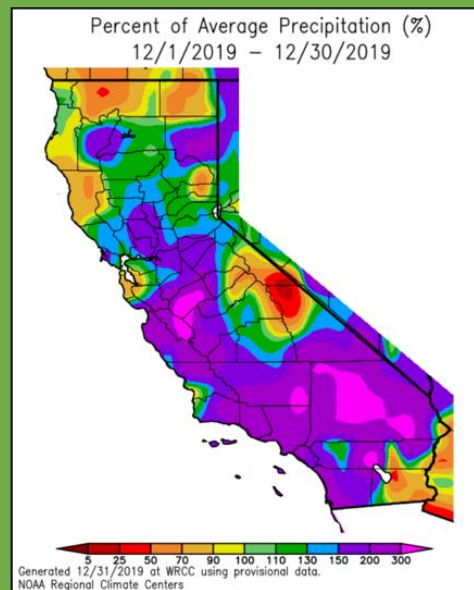 Percent of Average Precipitation (%)
12/1/2019 – 12/30/2019
5 25 50 70 90 100 110 130 150 200 300
Generated 12/31/2019 at WRCC using provisional data.
NOAA Regional Climate Centers